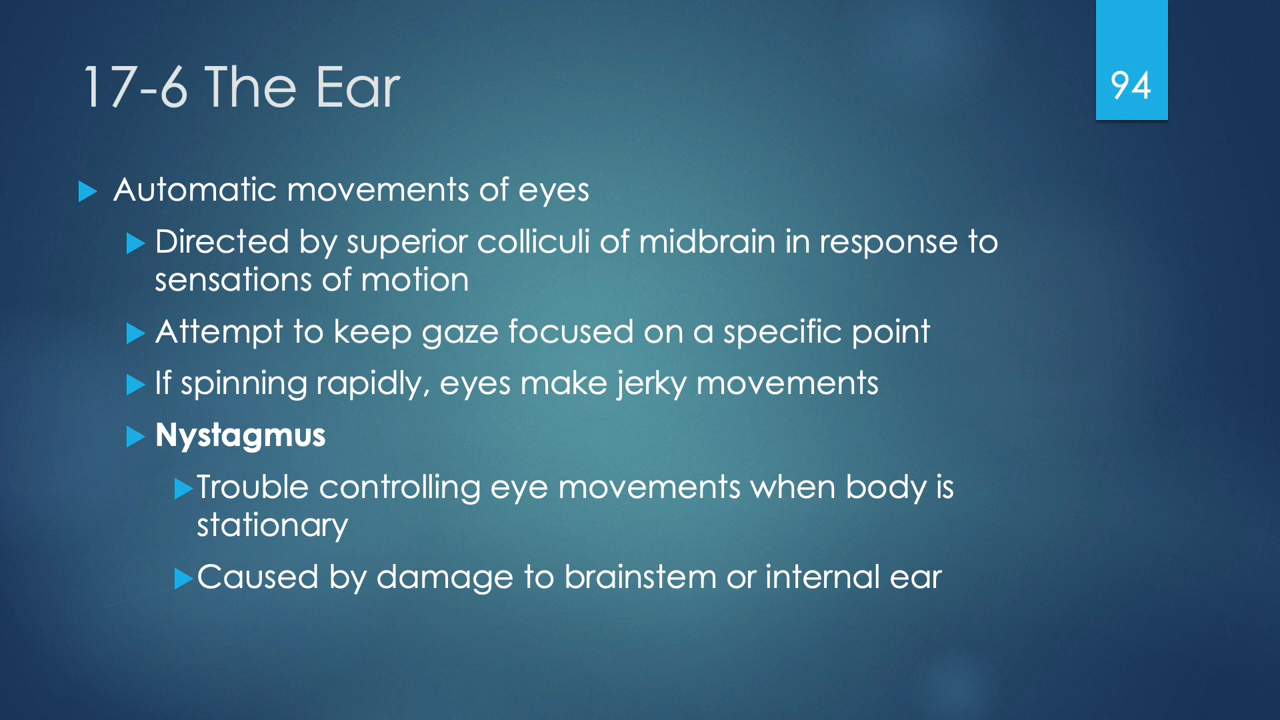 17-6 The Ear
94
Automatic movements of eyes
Directed by superior colliculi of midbrain in response to
sensations of motion
Attempt to keep gaze focused on a specific point
If spinning rapidly, eyes make jerky movements
Nystagmus
Trouble controlling eye movements when body is
stationary
Caused by damage to brainstem or internal ear